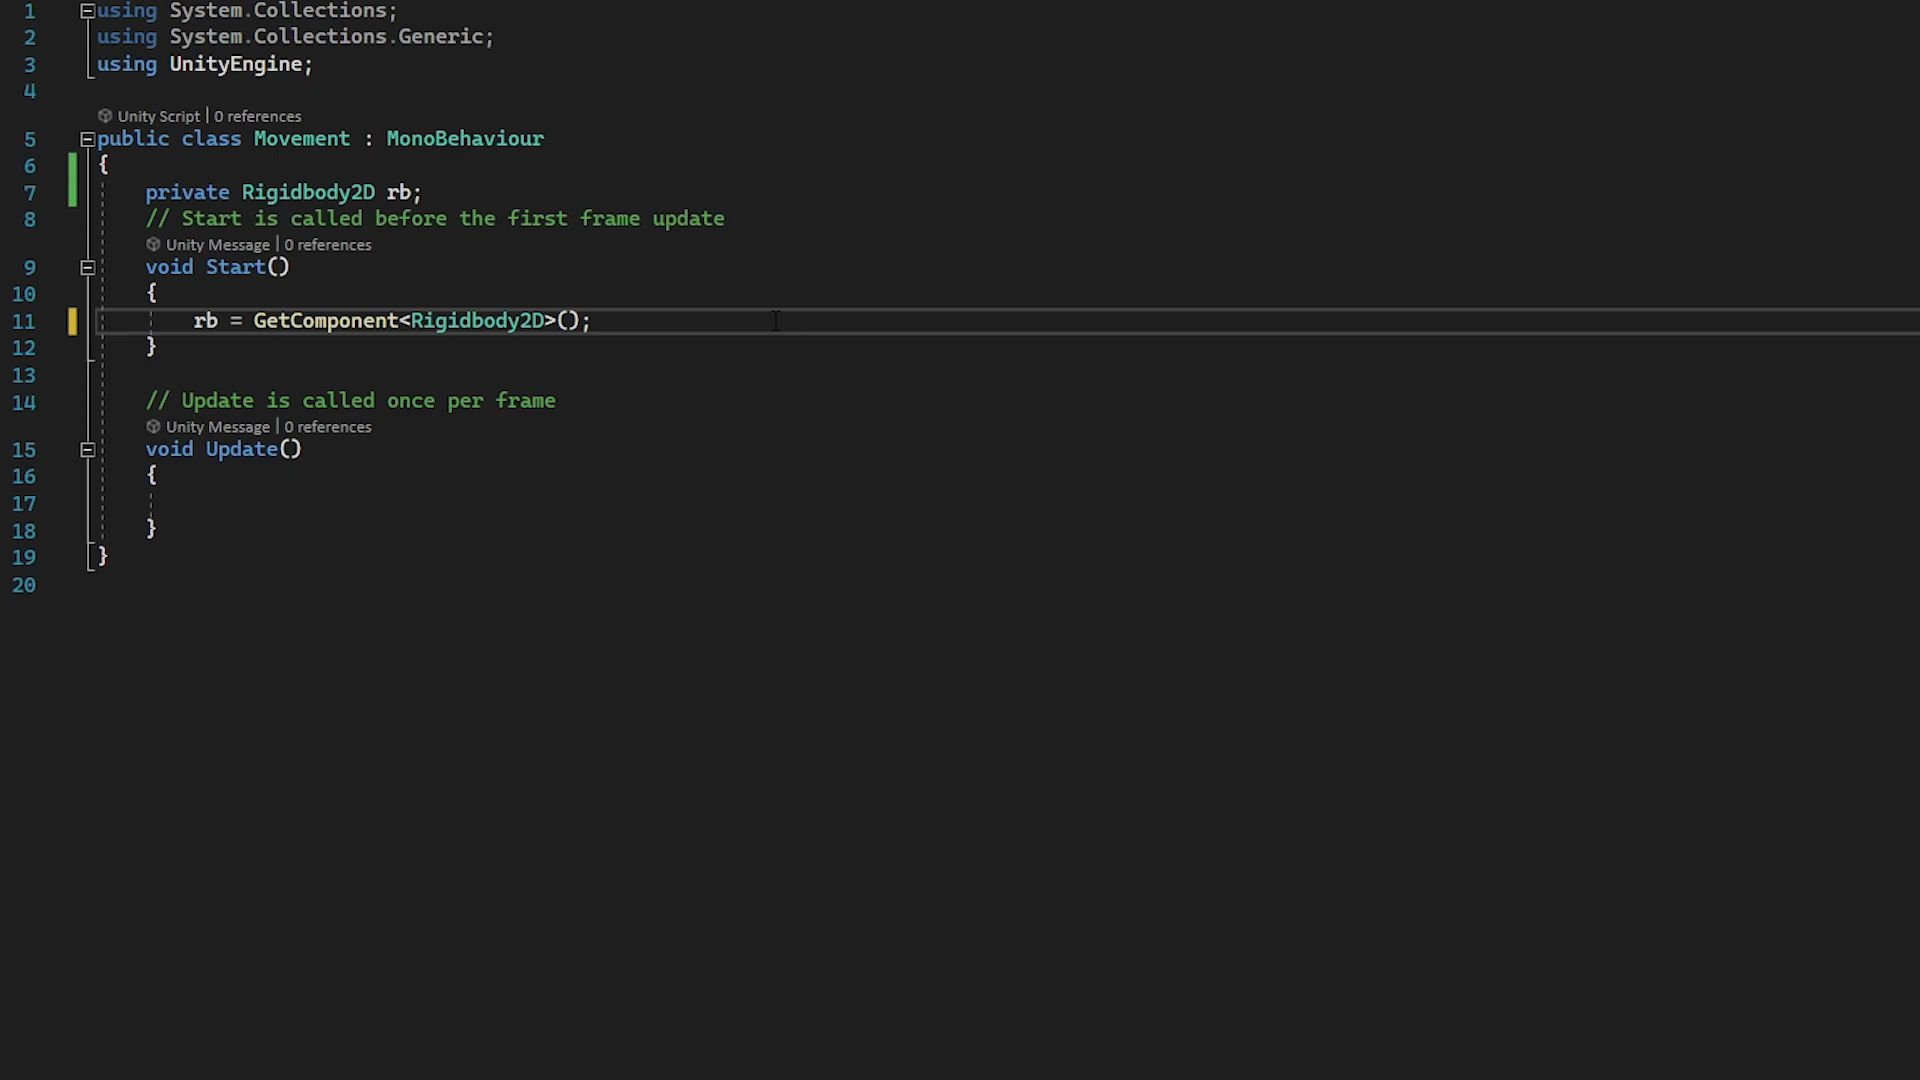 1 using System.Collections;
2 using System.Collections.Generic;
3 using UnityEngine;
4
Unity Script | 0 references
5 public class Movement : MonoBehaviour
6 {
7 private Rigidbody2D rb;
8 // Start is called before the first frame update
Unity Message | 0 references
9 void Start()
10 {
11 rb = GetComponent<Rigidbody2D>();
12 }
13
14 // Update is called once per frame
Unity Message | 0 references
15 void Update()
16 {
17
18 }
19 }
20